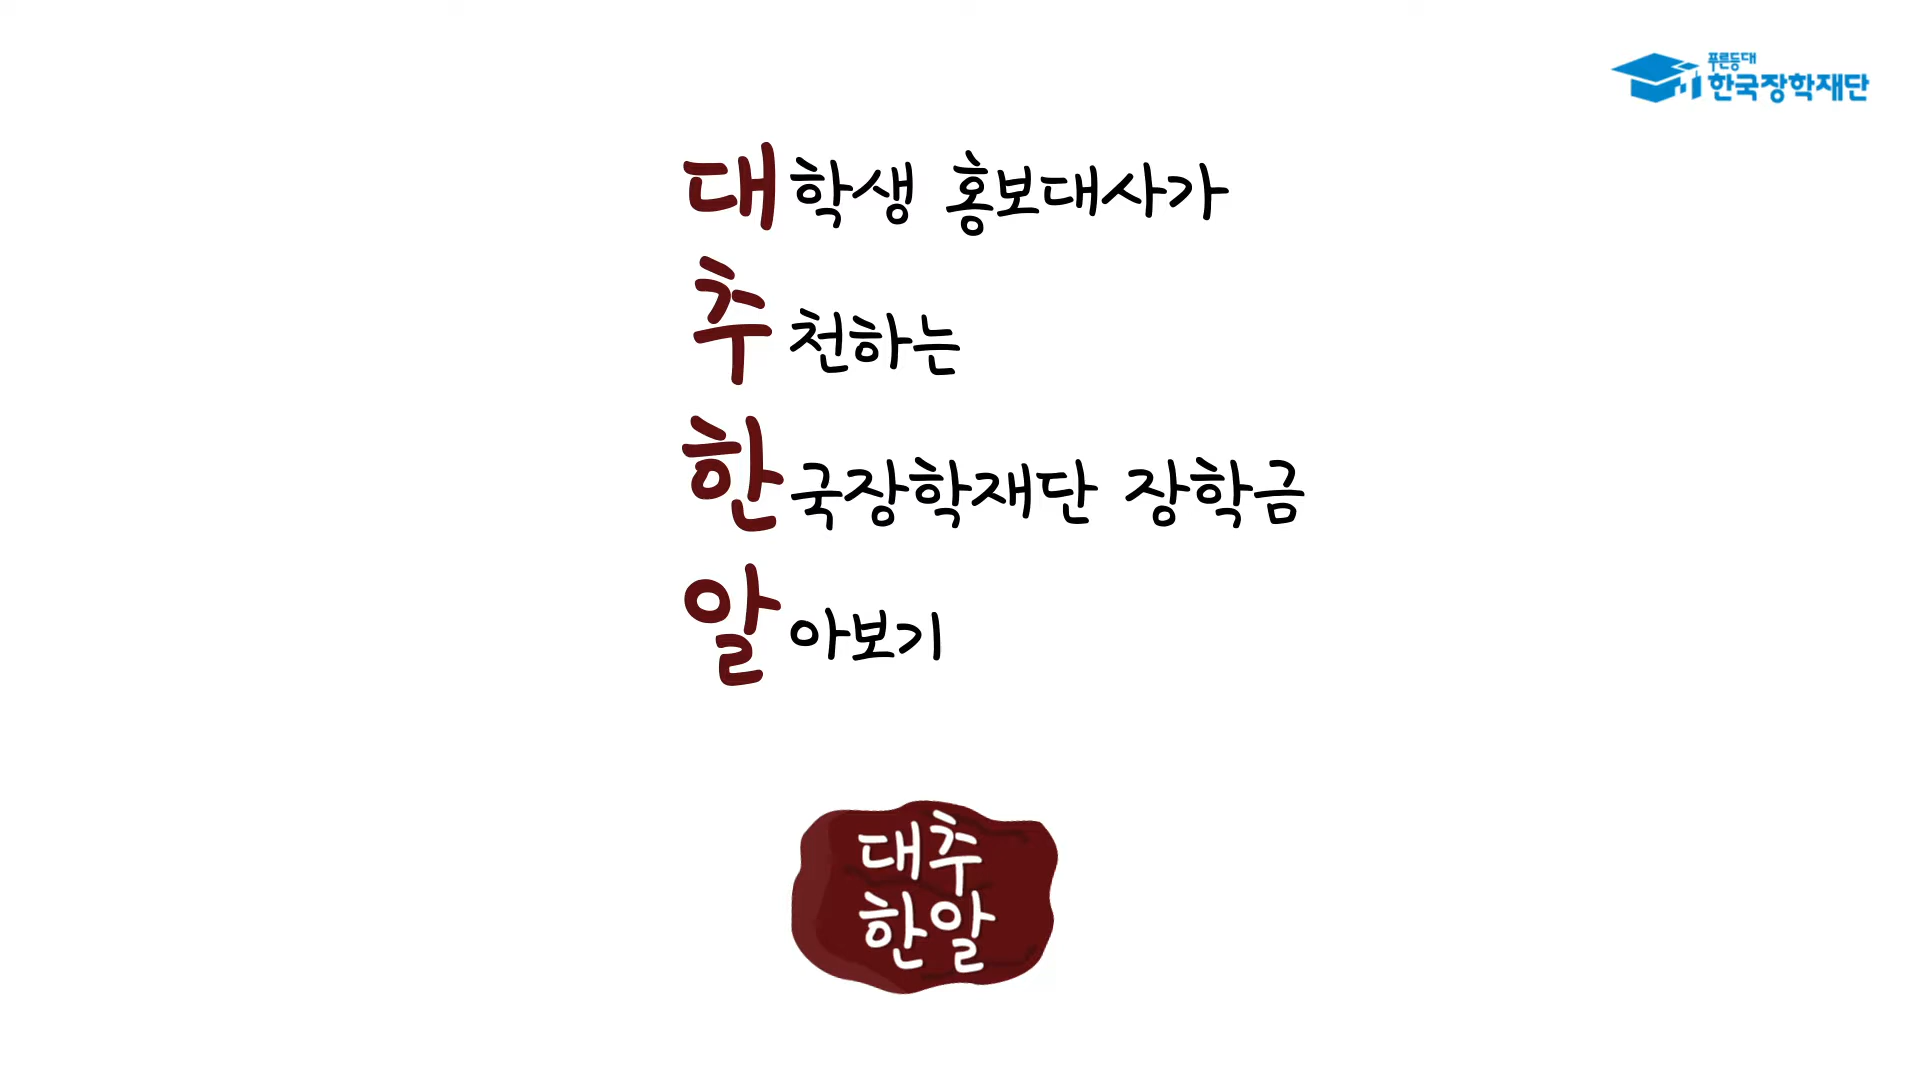 푸른등대
한국장학재단
대학생 홍보대사가
추천하는
한국장학재단 장학금
알아보기
대추
한알